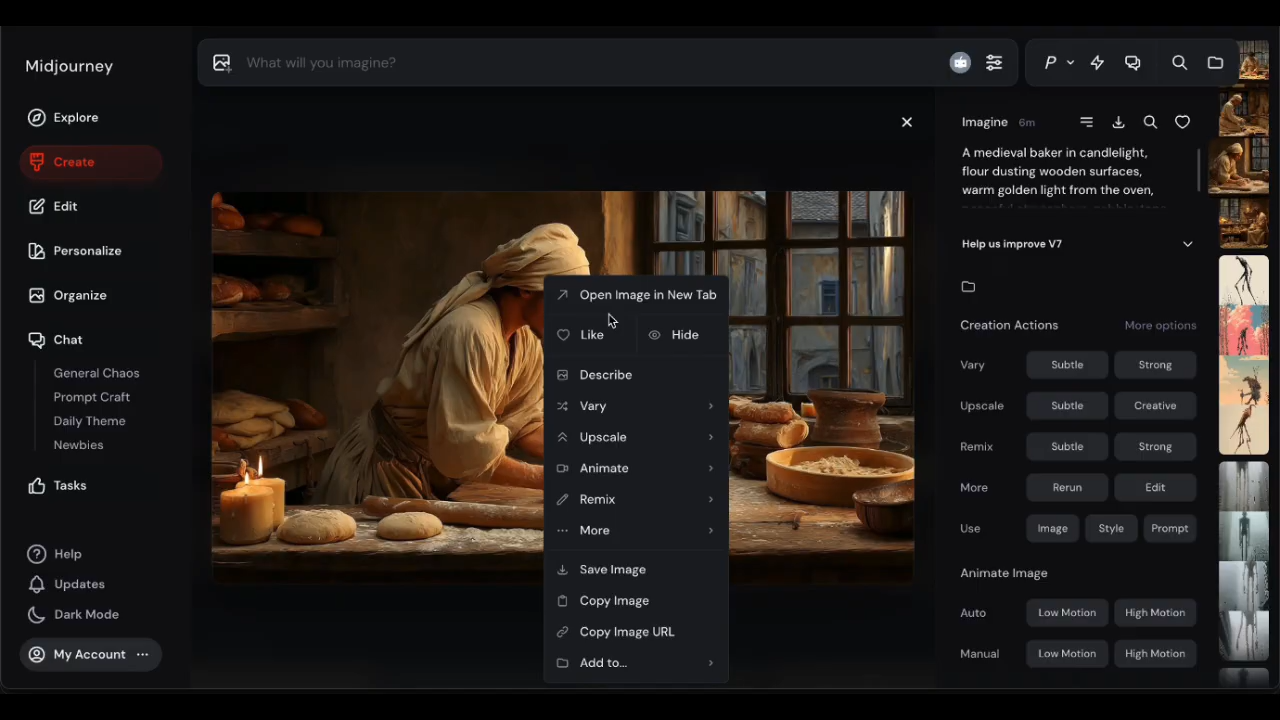 Midjourney
Explore
Create
Edit
Personalize
Organize
Chat
General Chaos
Prompt Craft
Daily Theme
Newbies
Tasks
Help
Updates
Dark Mode
My Account
What will you imagine?
Open Image in New Tab
Like
Hide
Describe
Vary
Upscale
Animate
Remix
More
Save Image
Copy Image
Copy Image URL
Add to...
Imagine 6m
A medieval baker in candlelight,
flour dusting wooden surfaces,
warm golden light from the oven,
Help us improve V7
Creation Actions More options
Vary Subtle Strong
Upscale Subtle Creative
Remix Subtle Strong
More Rerun Edit
Use Image Style Prompt
Animate Image
Auto Low Motion High Motion
Manual Low Motion High Motion